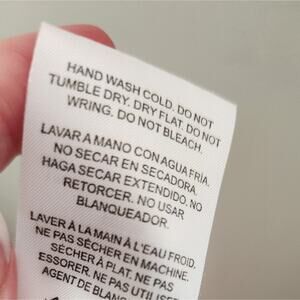 HAND WASH COLD. DO NOT
TUMBLE DRY. DRY FLAT. DO NOT
WRING. DO NOT BLEACH.
LAVAR A MANO CON AGUA FRÍA.
NO SECAR EN SECADORA.
HAGA SECAR EXTENDIDO. NO
RETORCER. NO USAR
BLANQUEADOR.
LAVER À LA MAIN À L'EAU FROID.
NE PAS SÉCHER EN MACHINE.
SÉCHER À PLAT. NE PAS
ESSORER. NE PAS UTILISER
AGENT DE